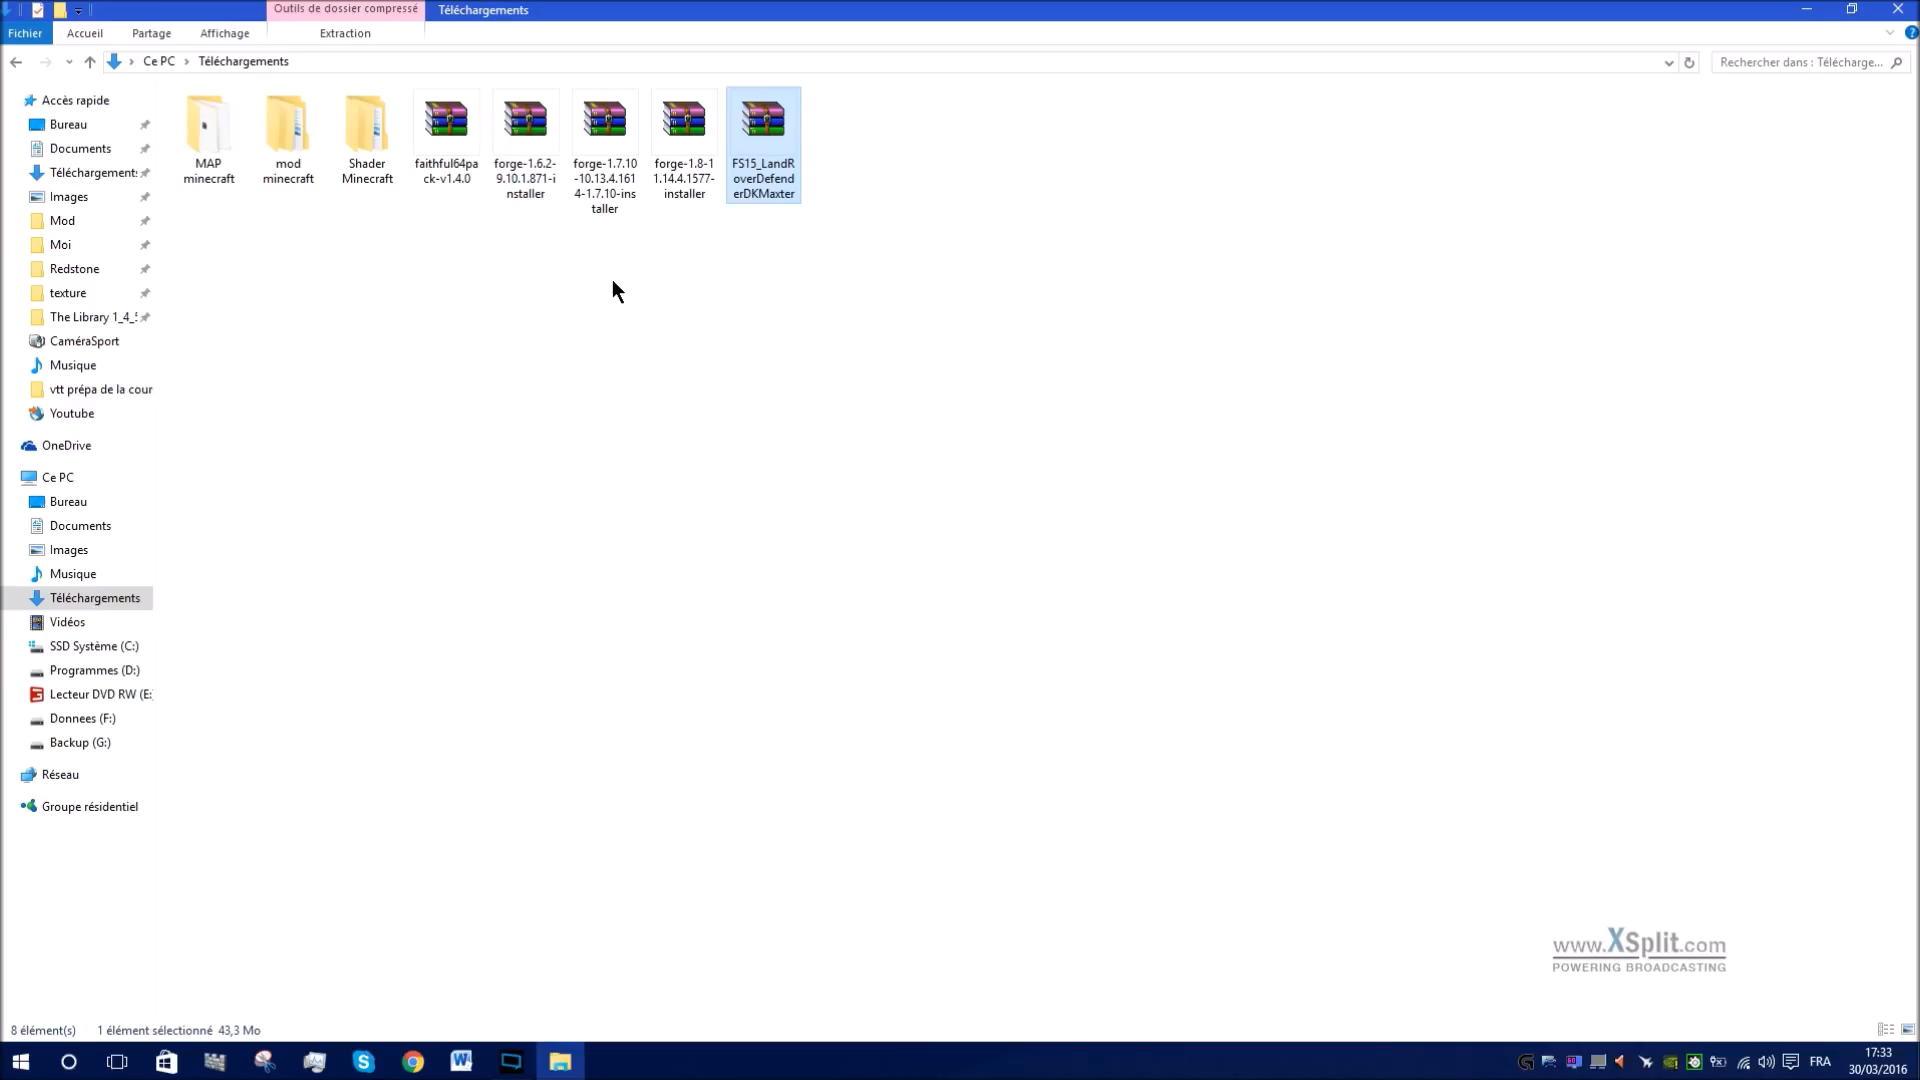 Outils de dossier compressé
Téléchargements
Fichier
Accueil
Partage
Affichage
Extraction
Ce PC
Téléchargements
Rechercher dans : Télécharge...
Accès rapide
Bureau
Documents
Téléchargement
Images
Mod
Moi
Redstone
texture
The Library 1_4_
CaméraSport
Musique
vtt prépa de la cour
Youtube
OneDrive
Ce PC
Bureau
Documents
Images
Musique
Téléchargements
Vidéos
SSD Système (C:)
Programmes (D:)
Lecteur DVD RW (E:
Donnees (F:)
Backup (G:)
Réseau
Groupe résidentiel
MAP
minecraft
mod
minecraft
Shader
Minecraft
faithful64pa
ck-v1.4.0
forge-1.6.2-
9.10.1.871-i
nstaller
forge-1.7.10
-10.13.4.161
4-1.7.10-ins
taller
forge-1.8-1
1.14.4.1577-
installer
FS15_LandR
overDefend
erDKMaxter
www.XSplit.com
POWERING BROADCASTING
8 élément(s)
1 élément sélectionné 43,3 Mo
FRA
17:33
30/03/2016